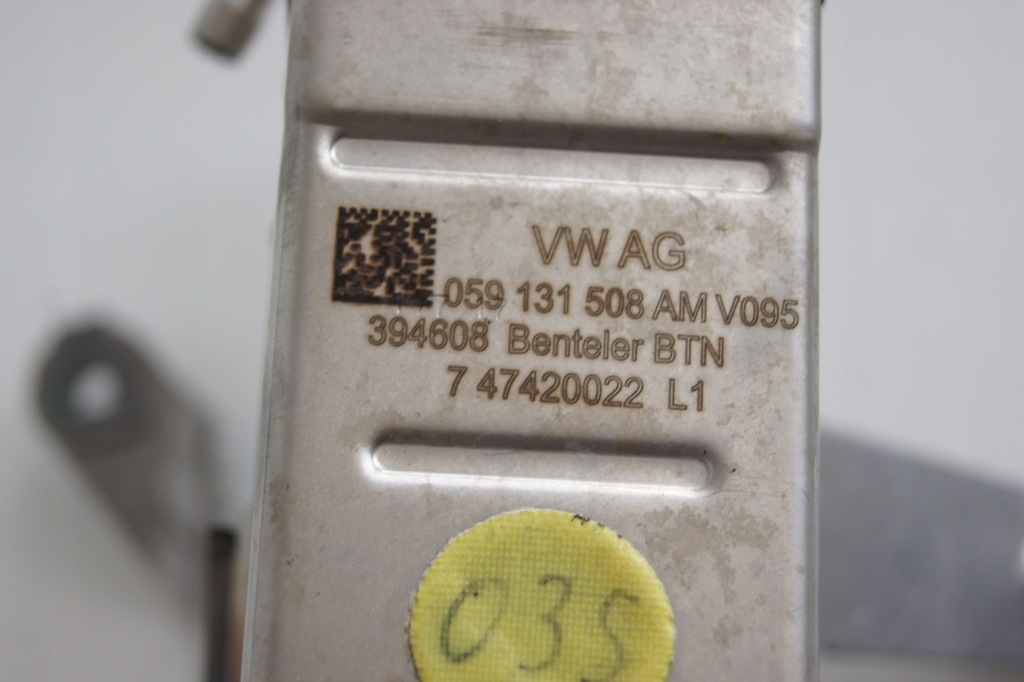 VW AG
059 131 508 AM V095
394608 Benteler BTN
7 47420022 L1
035